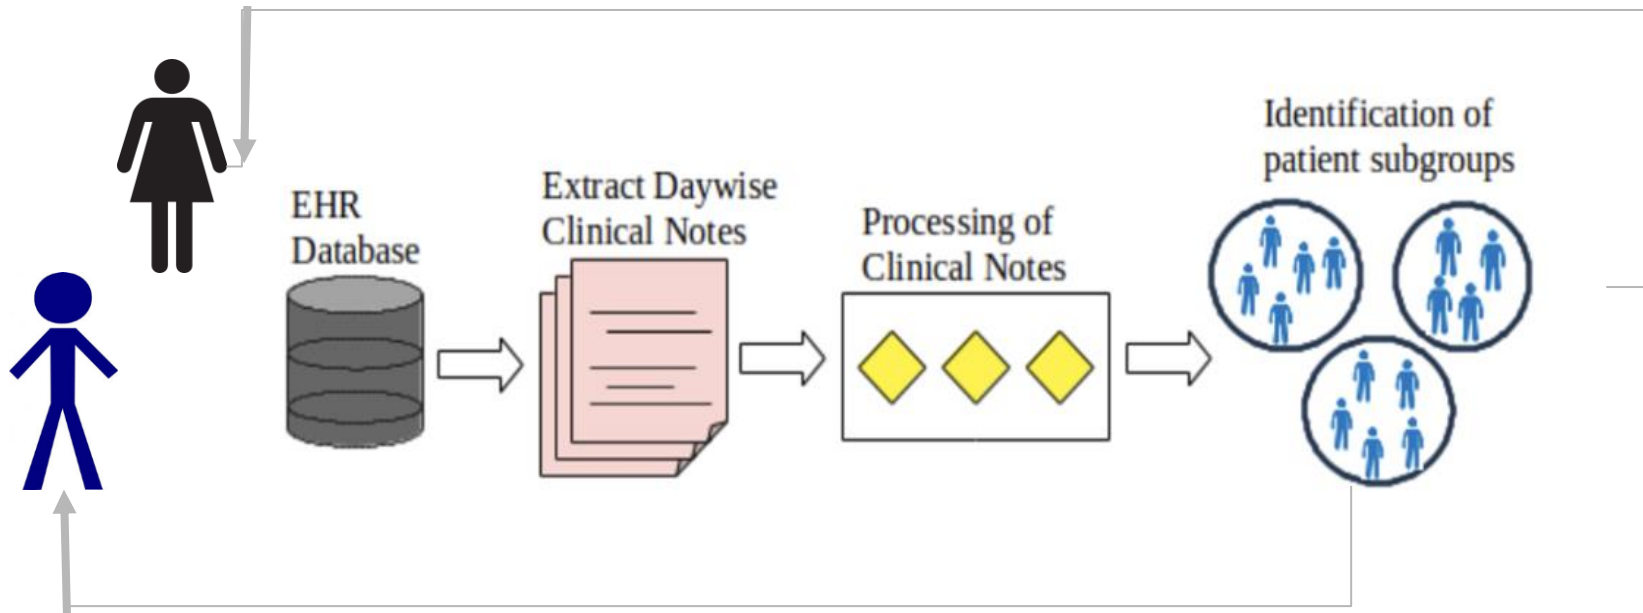 EHR
Database
Extract Daywise
Clinical Notes
Processing of
Clinical Notes
Identification of
patient subgroups